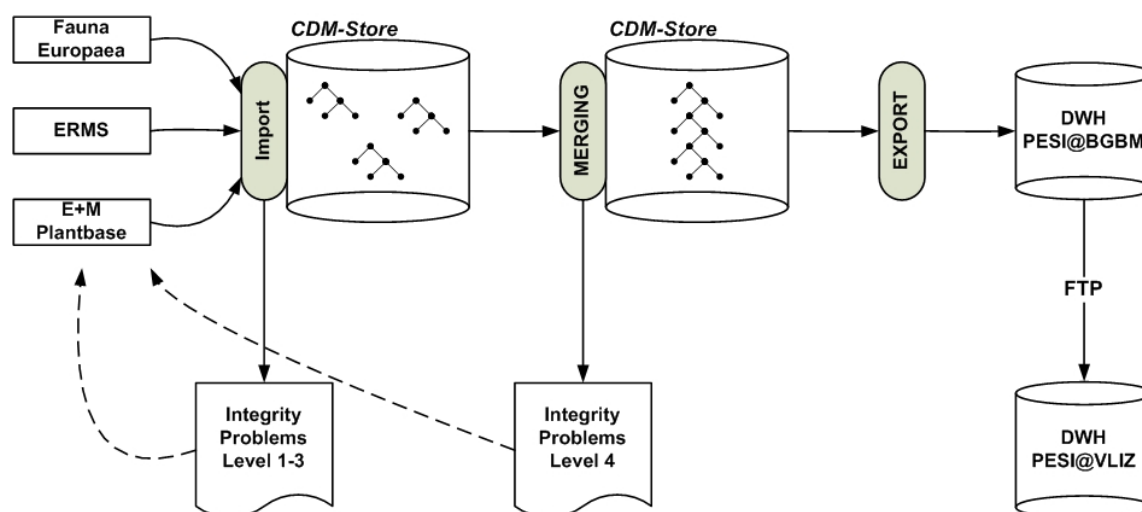 Fauna
Europaea
ERMS
E+M
Plantbase
Import
CDM-Store
MERGING
CDM-Store
EXPORT
DWH
PESI@BGBM
FTP
DWH
PESI@VLIZ
Integrity
Problems
Level 1-3
Integrity
Problems
Level 4